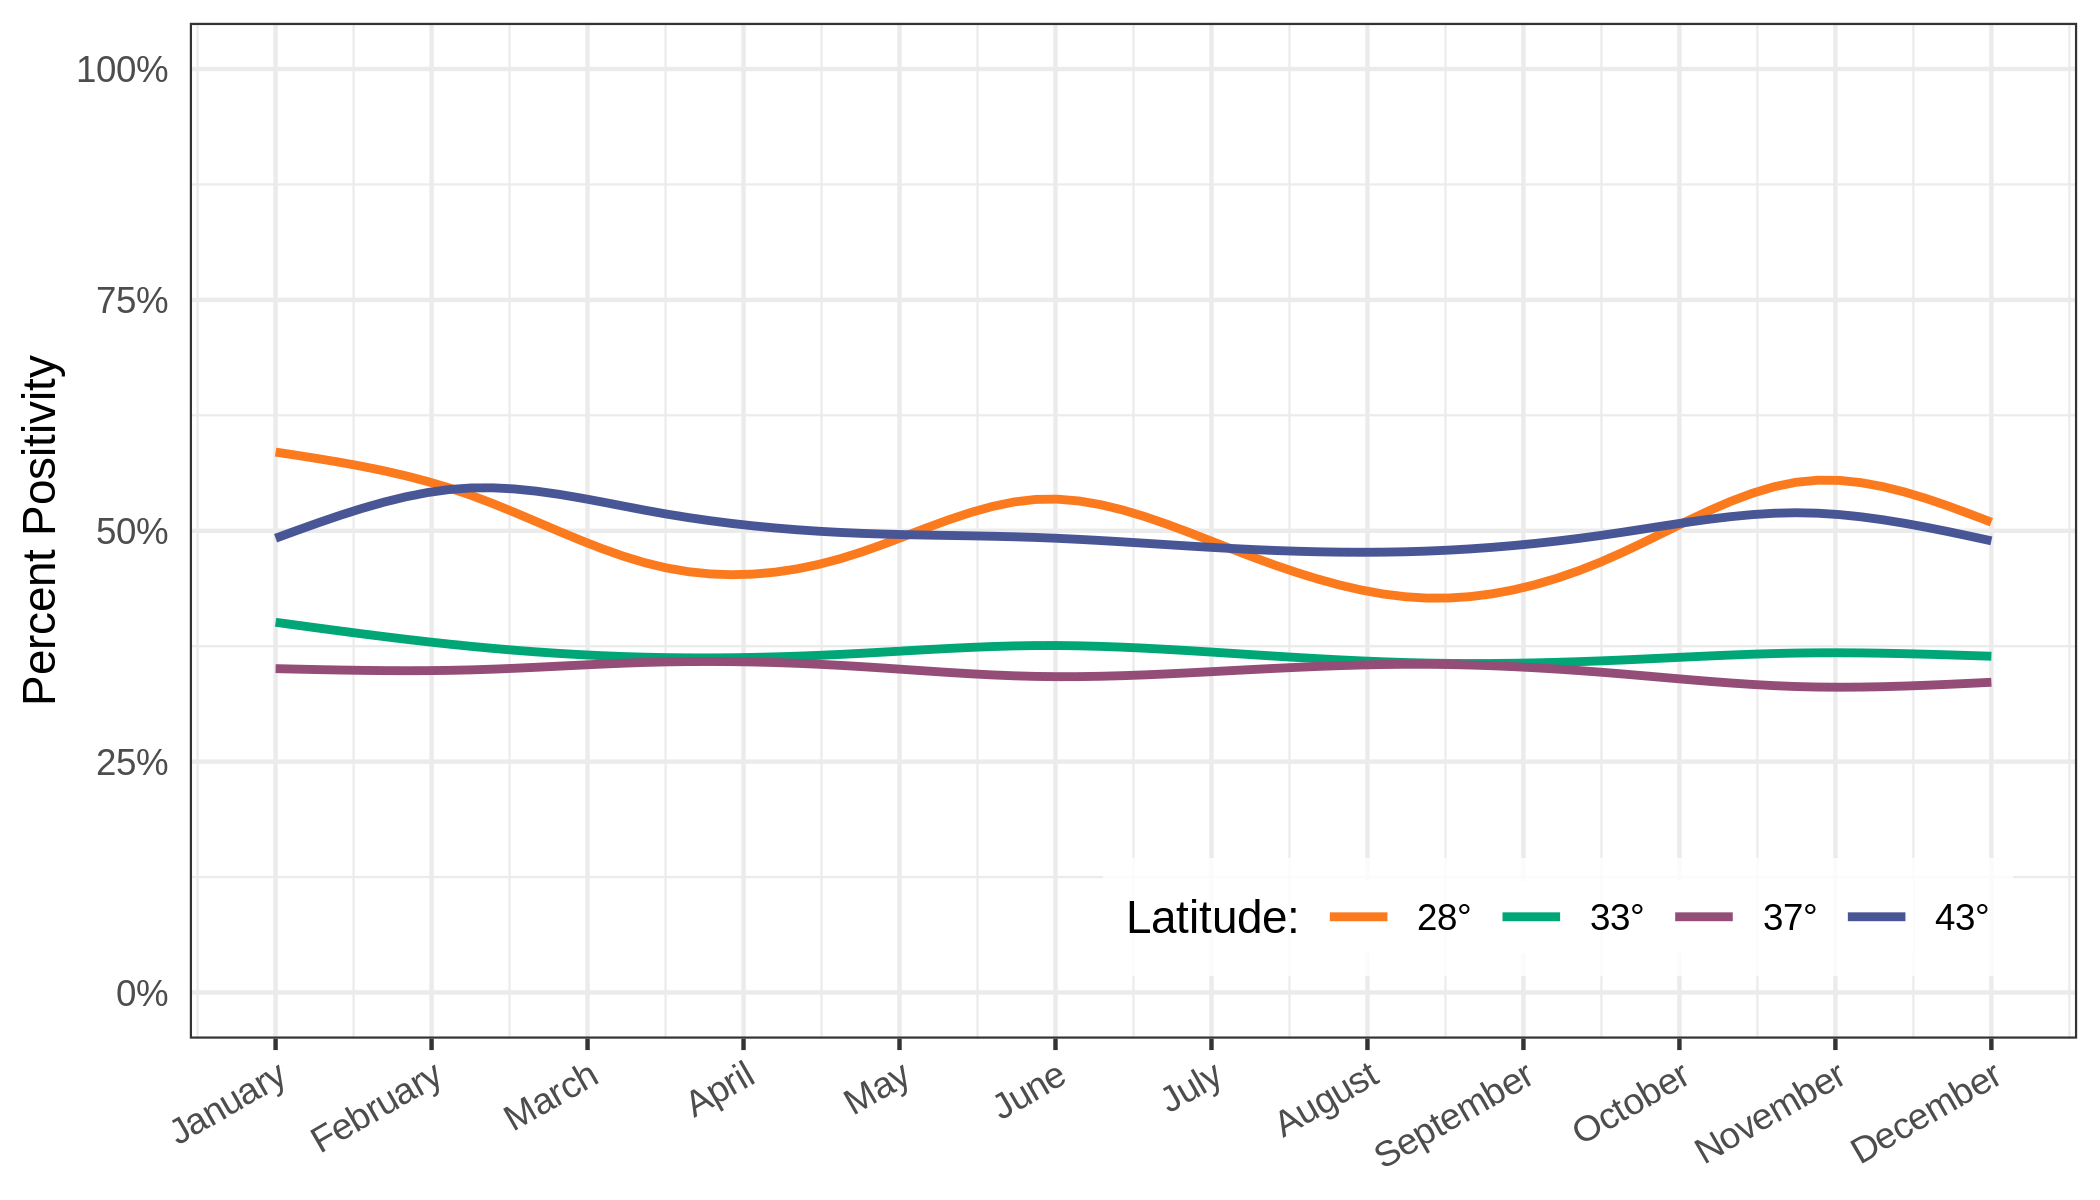 100%
75%
50%
25%
0%
Percent Positivity
Latitude: 28° 33° 37° 43°
January February March April May June July August September October November December